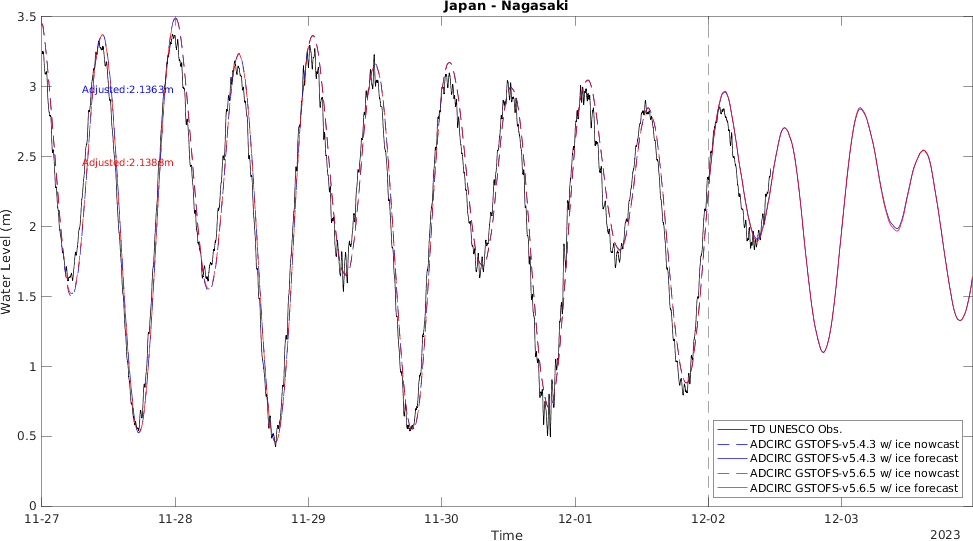 Japan - Nagasaki
Water Level (m)
3.5
3
2.5
2
1.5
1
0.5
0
Adjusted:2.1363m
Adjusted:2.1388m
TD UNESCO Obs.
ADCIRC GSTOFS-v5.4.3 w/ ice nowcast
ADCIRC GSTOFS-v5.4.3 w/ ice forecast
ADCIRC GSTOFS-v5.6.5 w/ ice nowcast
ADCIRC GSTOFS-v5.6.5 w/ ice forecast
11-27 11-28 11-29 11-30 12-01 12-02 12-03
Time
2023